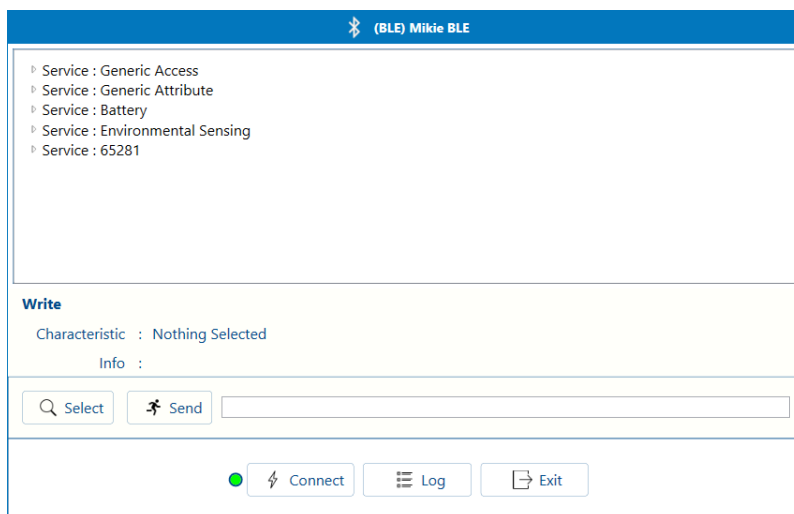 (BLE) Mikie BLE
Service : Generic Access
Service : Generic Attribute
Service : Battery
Service : Environmental Sensing
Service : 65281
Write
Characteristic : Nothing Selected
Info :
Select Send
Connect Log Exit